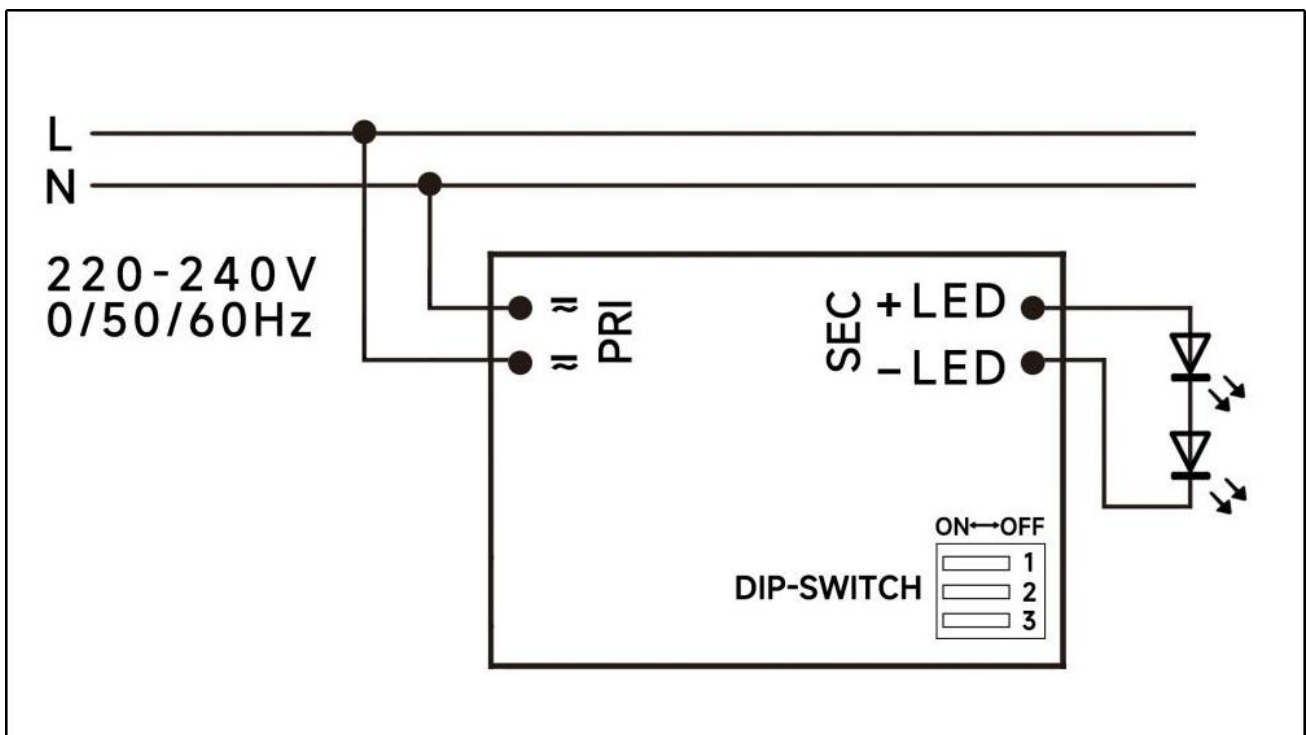 L
N
220-240V
0/50/60Hz
PRI
SEC
+LED
-LED
ON↔OFF
DIP-SWITCH
1
2
3